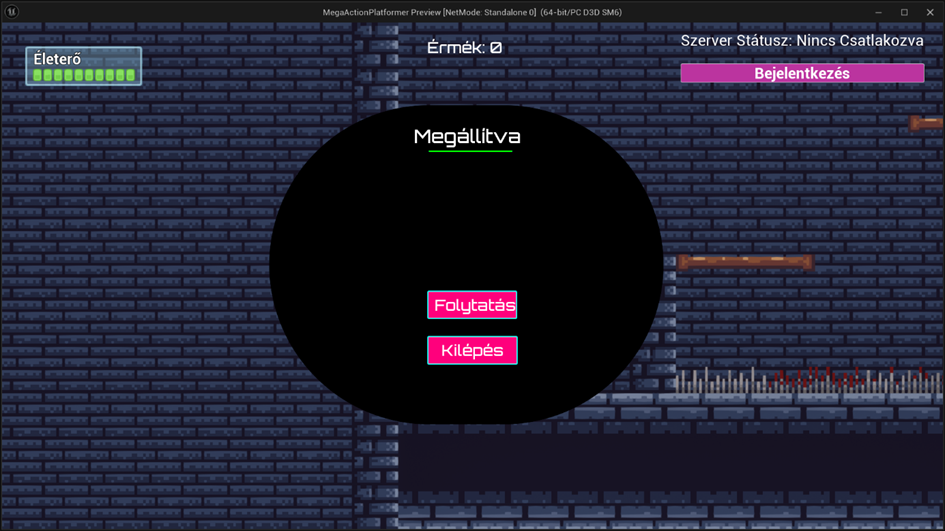 MegaActionPlatformer Preview [NetMode: Standalone 0] (64-bit/PC D3D SM6)
Életerő
Érmék: 0
Szerver Státusz: Nincs Csatlakozva
Bejelentkezés
Megállítva
Folytatás
Kilépés